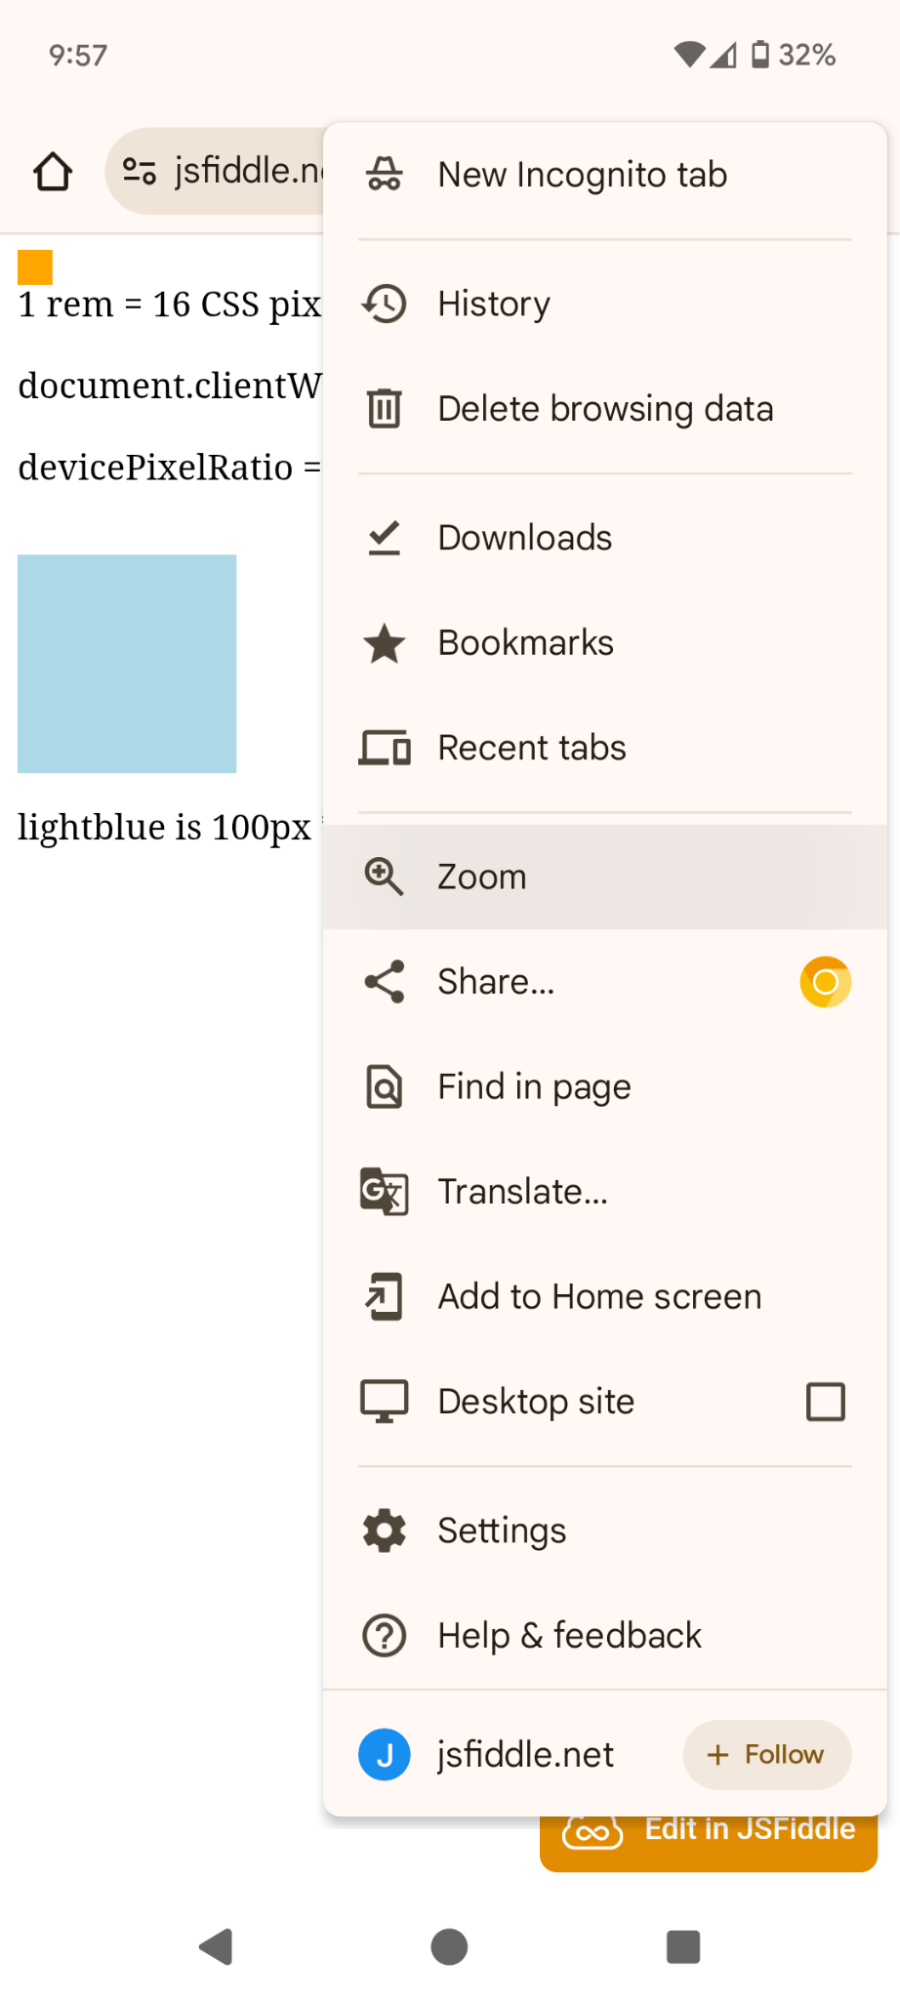 9:57
32%
jsfiddle.n
New Incognito tab
1 rem = 16 CSS pix
History
document.clientW
Delete browsing data
devicePixelRatio =
Downloads
Bookmarks
Recent tabs
lightblue is 100px
Zoom
Share...
Find in page
Translate...
Add to Home screen
Desktop site
Settings
Help & feedback
J jsfiddle.net + Follow
Edit in JSFiddle